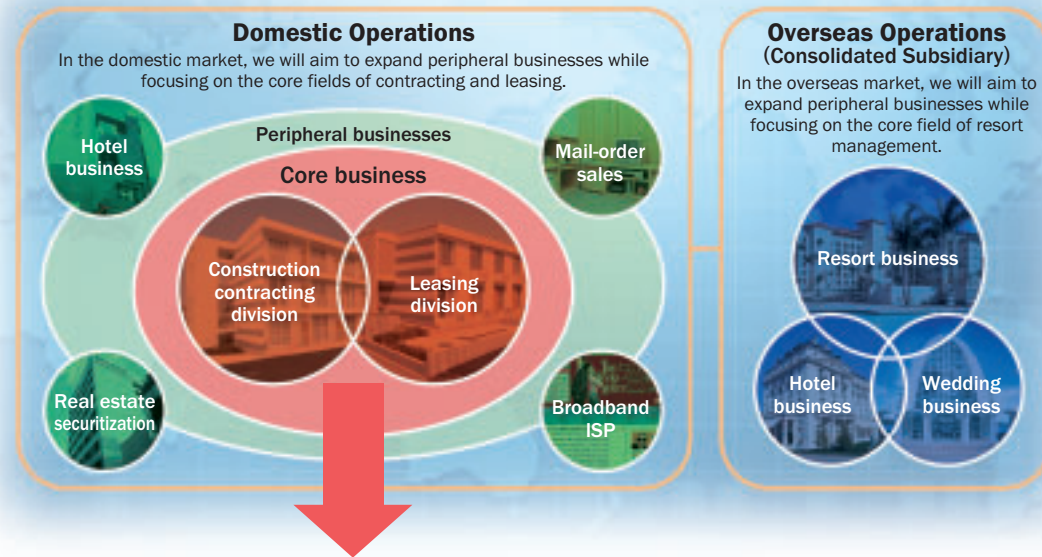 Domestic Operations
In the domestic market, we will aim to expand peripheral businesses while
focusing on the core fields of contracting and leasing.
Peripheral businesses
Hotel
business
Mail-order
sales
Core business
Construction
contracting
division
Leasing
division
Real estate
securitization
Broadband
ISP
Overseas Operations
(Consolidated Subsidiary)
In the overseas market, we will aim to
expand peripheral businesses while
focusing on the core field of resort
management.
Resort business
Hotel
business
Wedding
business